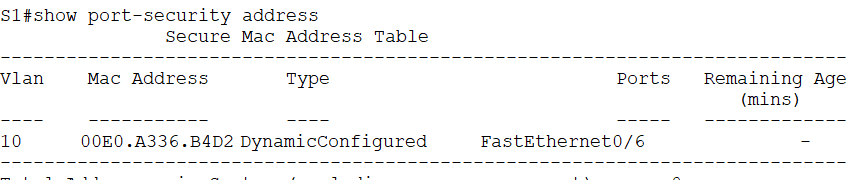 S1#show port-security address
Secure Mac Address Table
-----------------------------------------------------------------------------
Vlan Mac Address Type Ports Remaining Age
(mins)
---- ----------- ---- ----- -------------
10 00E0.A336.B4D2 DynamicConfigured FastEthernet0/6 -
-----------------------------------------------------------------------------